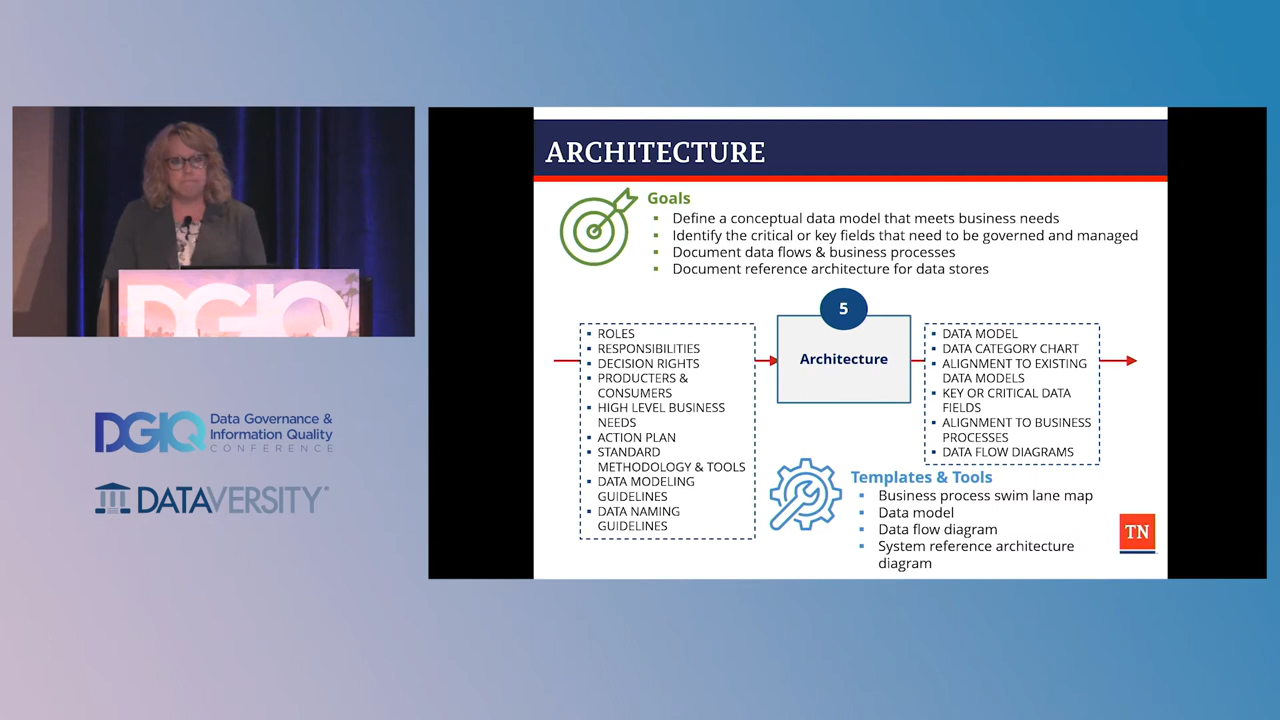 DGIQ
DGIQ
Data Governance &
Information Quality
CONFERENCE
DATAVERSITY
ARCHITECTURE
Goals
Define a conceptual data model that meets business needs
Identify the critical or key fields that need to be governed and managed
Document data flows & business processes
Document reference architecture for data stores
ROLES
RESPONSIBILITIES
DECISION RIGHTS
PRODUCTERS &
CONSUMERS
HIGH LEVEL BUSINESS
NEEDS
ACTION PLAN
STANDARD
METHODOLOGY & TOOLS
DATA MODELING
GUIDELINES
DATA NAMING
GUIDELINES
5
Architecture
DATA MODEL
DATA CATEGORY CHART
ALIGNMENT TO EXISTING
DATA MODELS
KEY OR CRITICAL DATA
FIELDS
ALIGNMENT TO BUSINESS
PROCESSES
DATA FLOW DIAGRAMS
Templates & Tools
Business process swim lane map
Data model
Data flow diagram
System reference architecture
diagram
TN